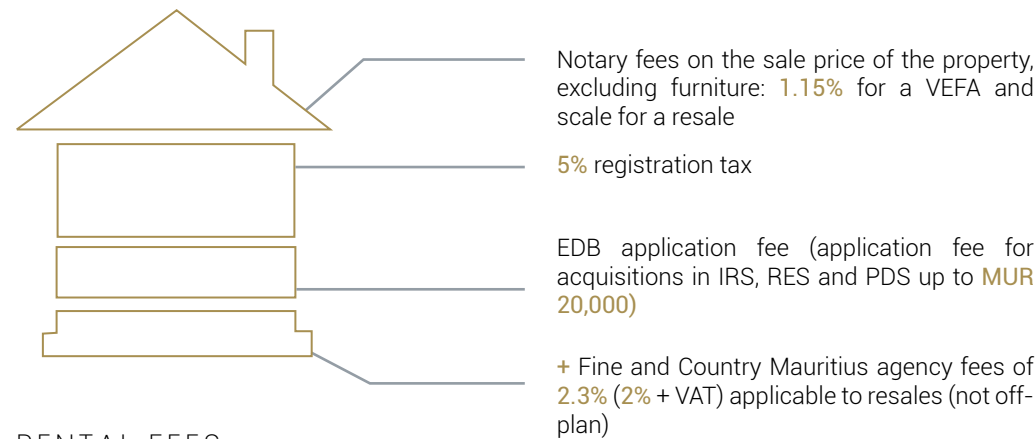 Notary fees on the sale price of the property,
excluding furniture: 1.15% for a VEFA and
scale for a resale
5% registration tax
EDB application fee (application fee for
acquisitions in IRS, RES and PDS up to MUR
20,000)
+ Fine and Country Mauritius agency fees of
2.3% (2% + VAT) applicable to resales (not off-
plan)
RENTAL FEES